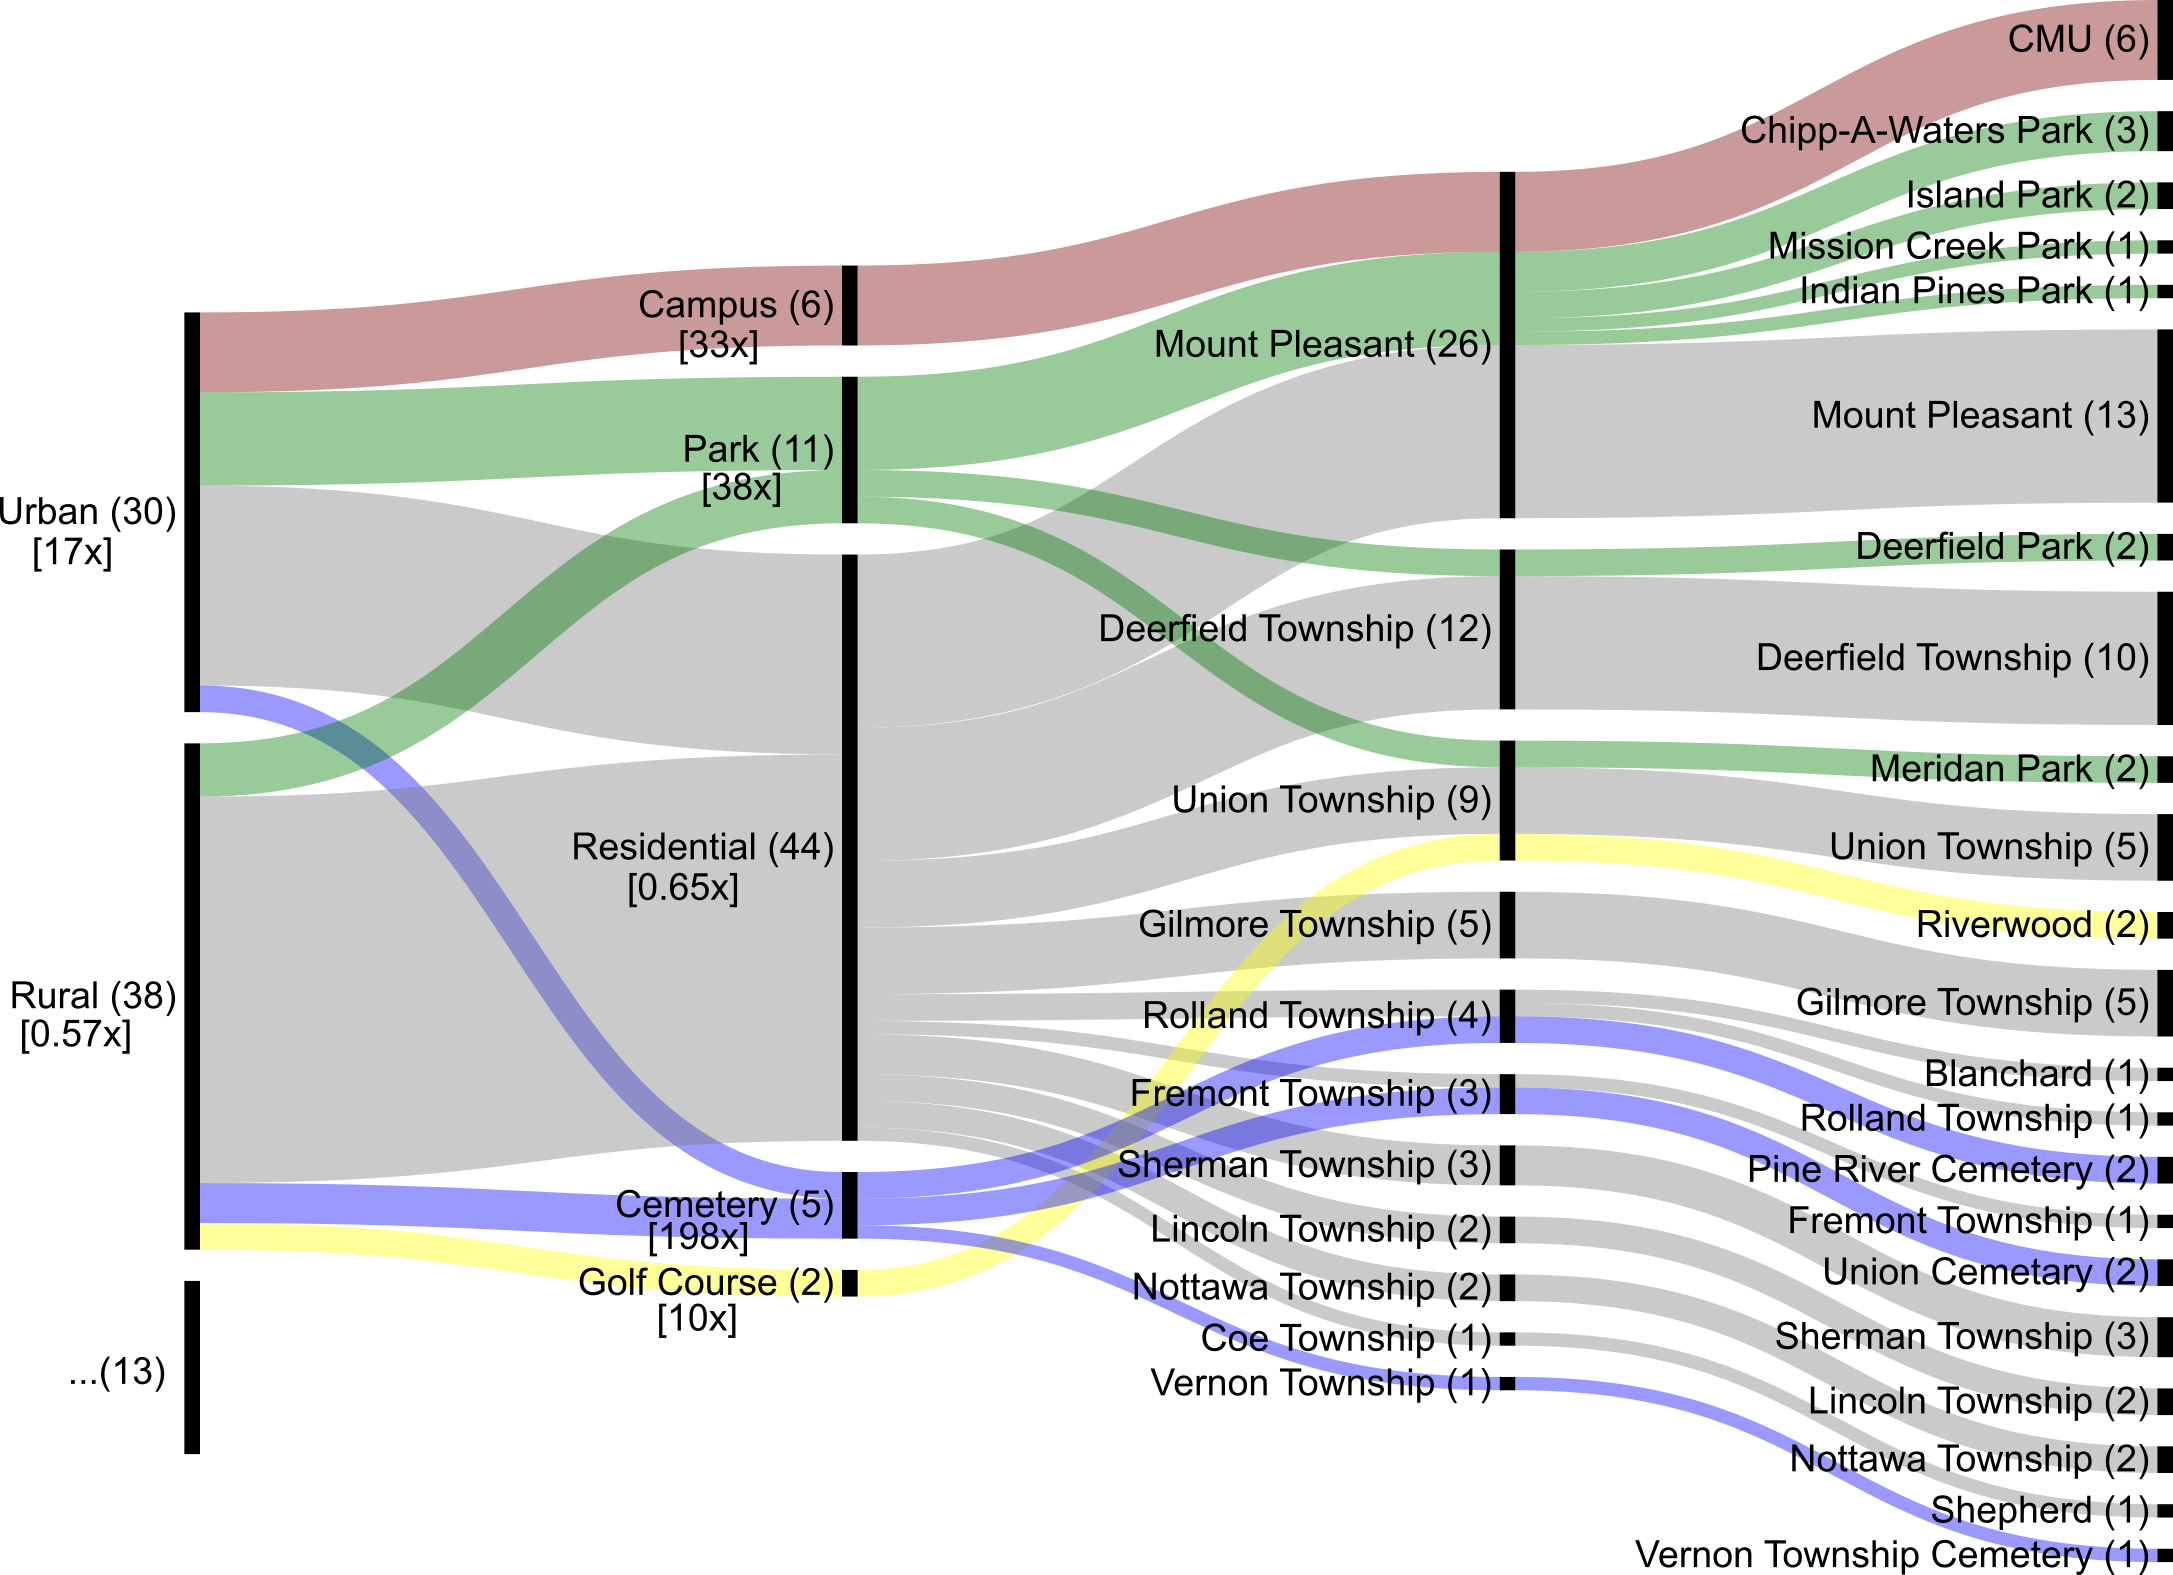 Urban (30)
[17x]
Rural (38)
[0.57x]
...(13)
Campus (6)
[33x]
Park (11)
[38x]
Residential (44)
[0.65x]
Cemetery (5)
[198x]
Golf Course (2)
[10x]
Mount Pleasant (26)
Deerfield Township (12)
Union Township (9)
Gilmore Township (5)
Rolland Township (4)
Fremont Township (3)
Sherman Township (3)
Lincoln Township (2)
Nottawa Township (2)
Coe Township (1)
Vernon Township (1)
CMU (6)
Chipp-A-Waters Park (3)
Island Park (2)
Mission Creek Park (1)
Indian Pines Park (1)
Mount Pleasant (13)
Deerfield Park (2)
Deerfield Township (10)
Meridan Park (2)
Union Township (5)
Riverwood (2)
Gilmore Township (5)
Blanchard (1)
Rolland Township (1)
Pine River Cemetery (2)
Fremont Township (1)
Union Cemetary (2)
Sherman Township (3)
Lincoln Township (2)
Nottawa Township (2)
Shepherd (1)
Vernon Township Cemetery (1)